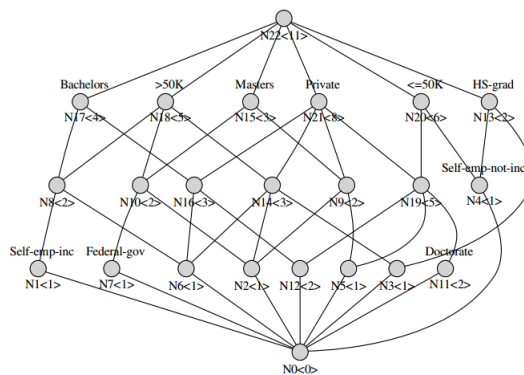 N22<11>
Bachelors >50K Masters Private <=50K HS-grad
N17<4> N18<5> N15<3> N21<8> N20<6> N13<2>
Self-emp-not-inc
N8<2> N10<2> N16<3> N14<3> N9<2> N19<5> N4<1>
Self-emp-inc Federal-gov Doctorate
N1<1> N7<1> N6<1> N2<1> N12<2> N5<1> N3<1> N11<2>
N0<0>